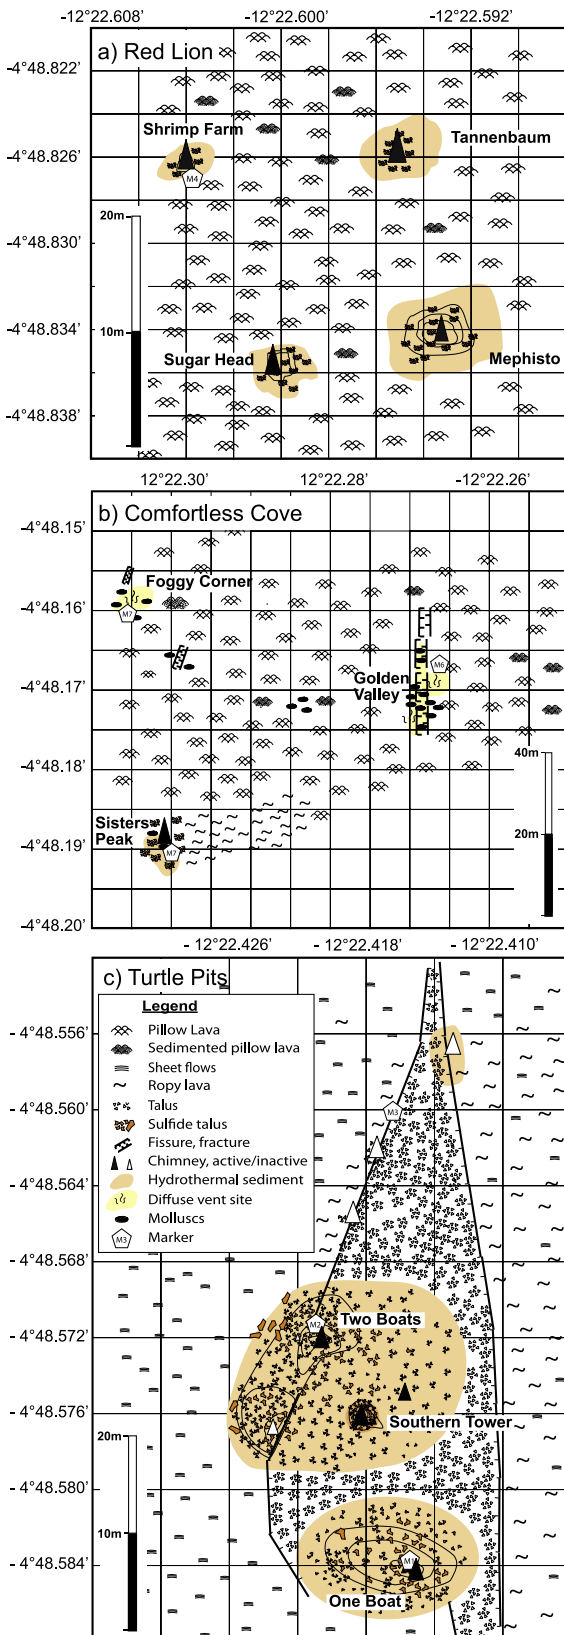 -12°22.608' -12°22.600' -12°22.592'
a) Red Lion
-4°48.822'
Shrimp Farm
Tannenbaum
-4°48.826'
M4
20m
-4°48.830'
-4°48.834'
10m
Sugar Head
Mephisto
-4°48.838'
12°22.30' 12°22.28' -12°22.26'
b) Comfortless Cove
-4°48.15'
Foggy Corner
-4°48.16'
M7
M6
Golden
Valley
-4°48.17'
-4°48.18'
40m
Sisters
Peak
20m
-4°48.19'
M7
-4°48.20'
- 12°22.426' - 12°22.418' - 12°22.410'
c) Turtle Pits
Legend
Pillow Lava
Sedimented pillow lava
Sheet flows
Ropy lava
Talus
Sulfide talus
Fissure, fracture
Chimney, active/inactive
Hydrothermal sediment
Diffuse vent site
Molluscs
M3 Marker
- 4°48.556'
- 4°48.560'
M3
- 4°48.564'
- 4°48.568'
M2
Two Boats
- 4°48.572'
- 4°48.576'
Southern Tower
20m
- 4°48.580'
10m
- 4°48.584'
M1
One Boat